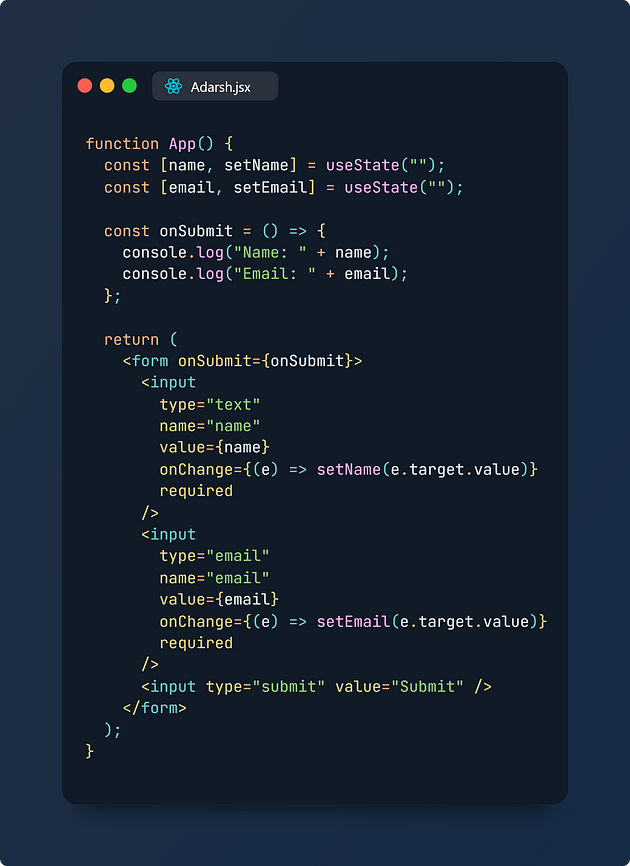 Adarsh.jsx
function App() {
  const [name, setName] = useState("");
  const [email, setEmail] = useState("");

  const onSubmit = () => {
    console.log("Name: " + name);
    console.log("Email: " + email);
  };

  return (
    <form onSubmit={onSubmit}>
      <input
        type="text"
        name="name"
        value={name}
        onChange={(e) => setName(e.target.value)}
        required
      />
      <input
        type="email"
        name="email"
        value={email}
        onChange={(e) => setEmail(e.target.value)}
        required
      />
      <input type="submit" value="Submit" />
    </form>
  );
}